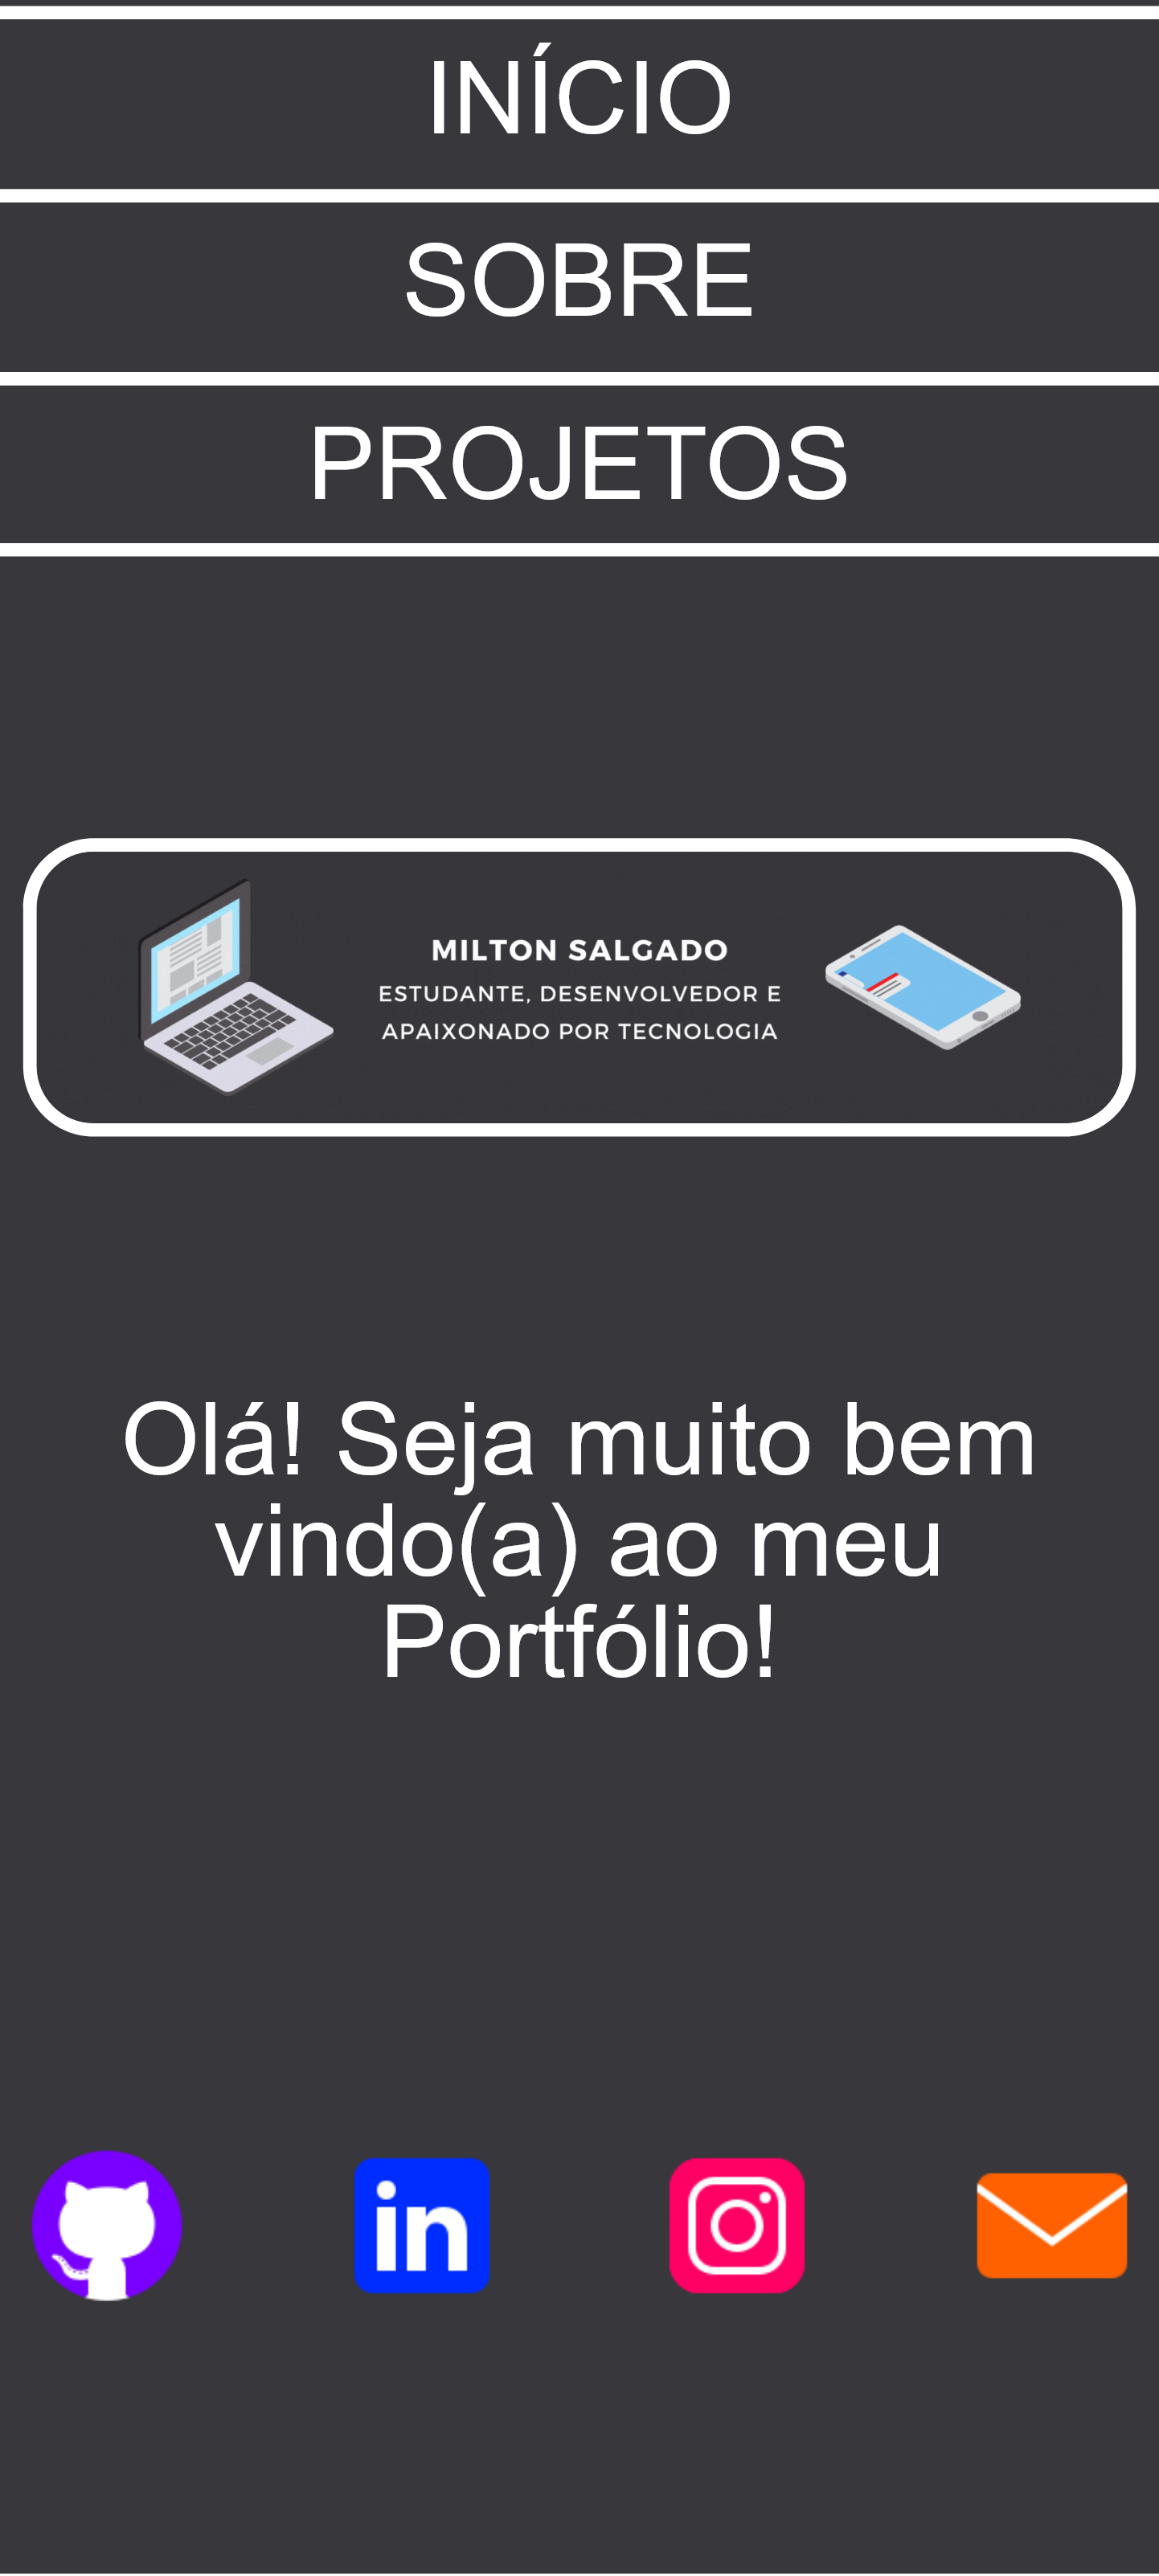 INÍCIO
SOBRE
PROJETOS
MILTON SALGADO
ESTUDANTE, DESENVOLVEDOR E
APAIXONADO POR TECNOLOGIA
Olá! Seja muito bem
vindo(a) ao meu
Portfólio!
in